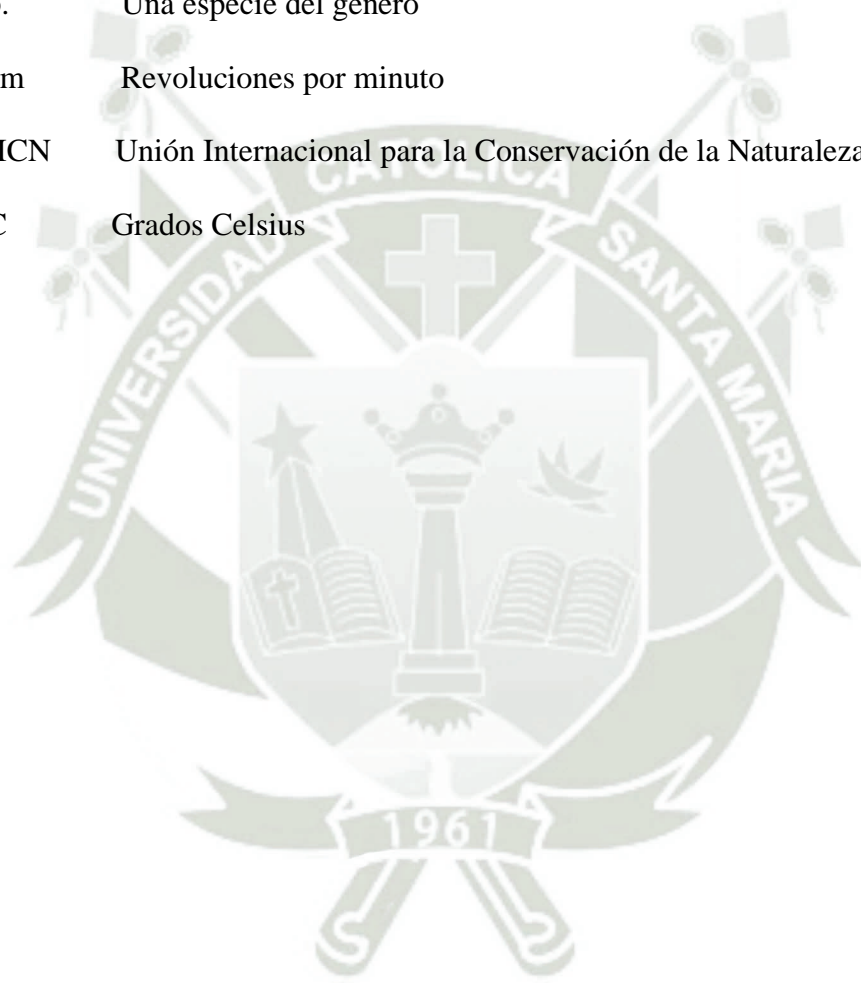 . Una especie del género
m Revoluciones por minuto
ICN Unión Internacional para la Conservación de la Naturaleza
C Grados Celsius
UNIVERSIDAD CATOLICA SANTA MARIA
1961